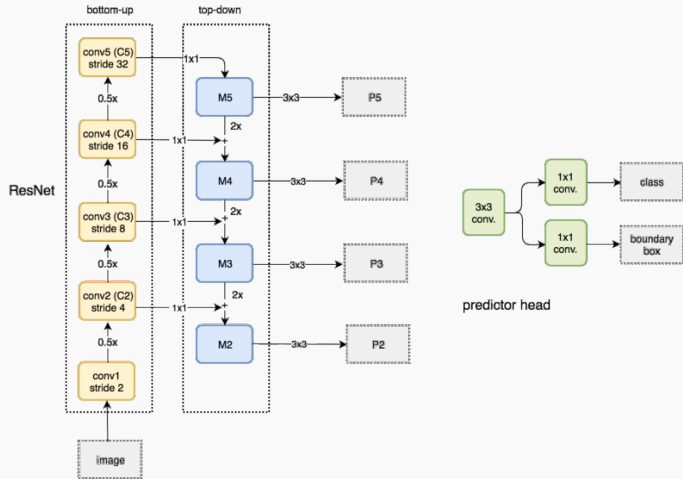 bottom-up
top-down
conv5 (C5)
stride 32
1x1
M5
3x3
P5
0.5x
2x
conv4 (C4)
stride 16
1x1
+
M4
3x3
P4
0.5x
2x
ResNet
conv3 (C3)
stride 8
1x1
+
M3
3x3
P3
0.5x
2x
conv2 (C2)
stride 4
1x1
+
M2
3x3
P2
0.5x
conv1
stride 2
image
3x3
conv.
1x1
conv.
class
1x1
conv.
boundary
box
predictor head